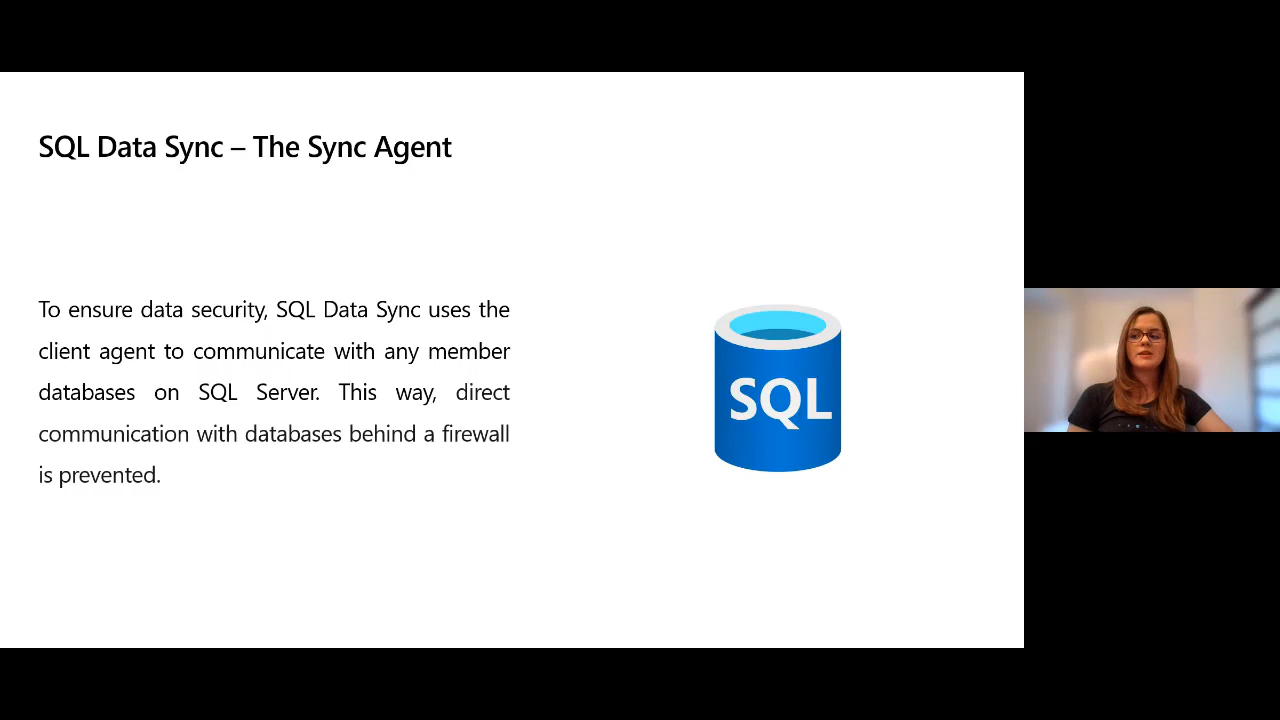 SQL Data Sync – The Sync Agent
To ensure data security, SQL Data Sync uses the
client agent to communicate with any member
databases on SQL Server. This way, direct
communication with databases behind a firewall
is prevented.
SQL